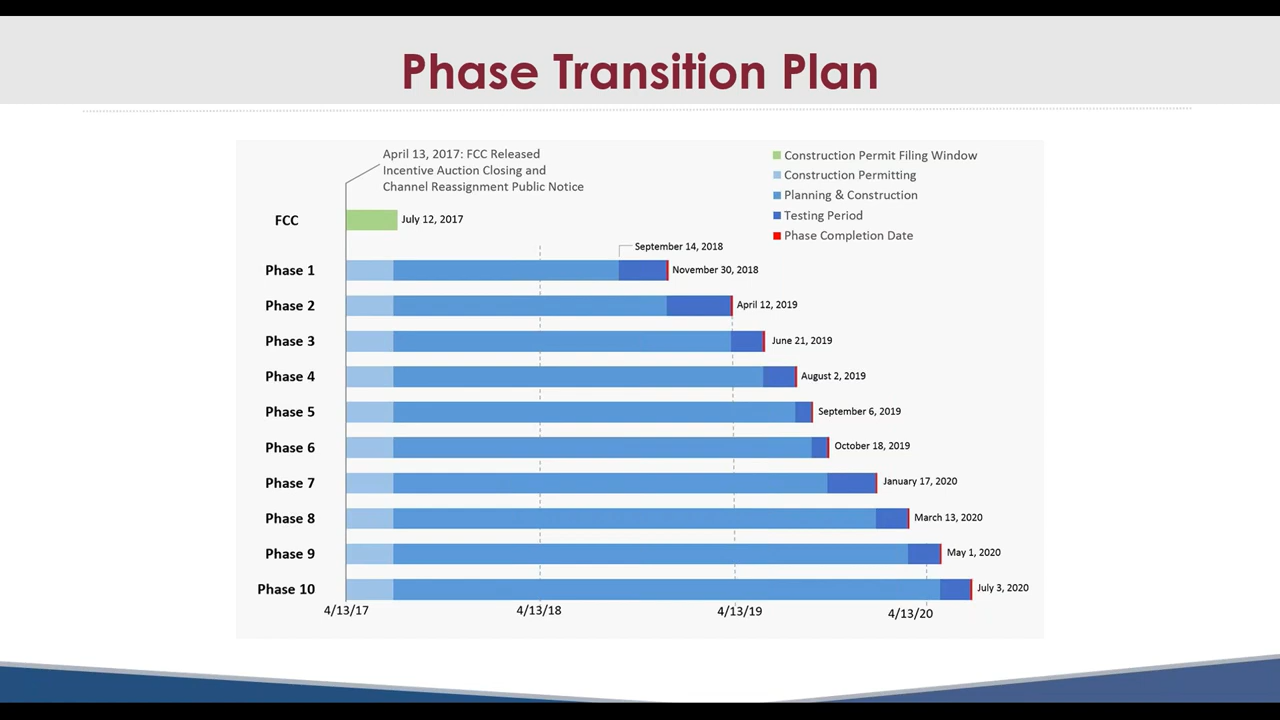 Phase Transition Plan
April 13, 2017: FCC Released
Incentive Auction Closing and
Channel Reassignment Public Notice
Construction Permit Filing Window
Construction Permitting
Planning & Construction
Testing Period
Phase Completion Date
FCC
July 12, 2017
September 14, 2018
Phase 1
November 30, 2018
Phase 2
April 12, 2019
Phase 3
June 21, 2019
Phase 4
August 2, 2019
Phase 5
September 6, 2019
Phase 6
October 18, 2019
Phase 7
January 17, 2020
Phase 8
March 13, 2020
Phase 9
May 1, 2020
Phase 10
July 3, 2020
4/13/17
4/13/18
4/13/19
4/13/20